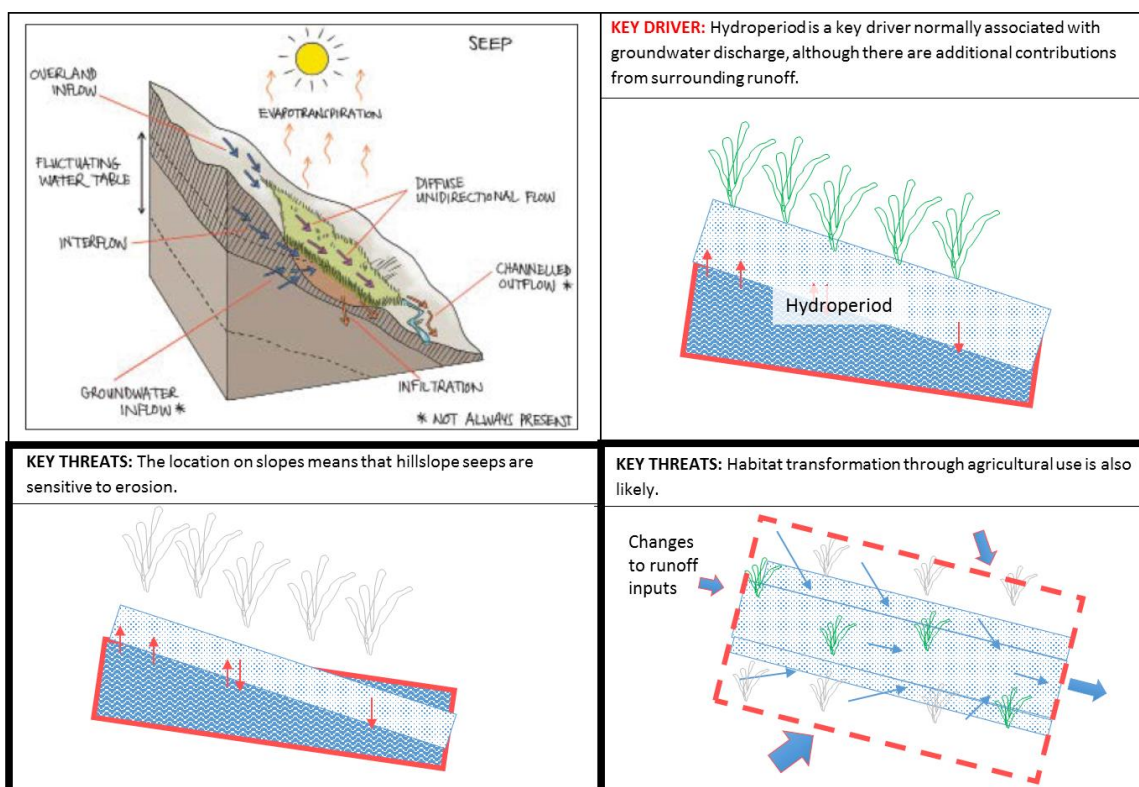 SEEP
OVERLAND
INFLOW
EVAPOTRANSPIRATION
FLUCTUATING
WATER TABLE
DIFFUSE
UNIDIRECTIONAL FLOW
INTERFLOW
CHANNELLED
OUTFLOW *
GROUNDWATER
INFLOW *
INFILTRATION
* NOT ALWAYS PRESENT
KEY DRIVER: Hydroperiod is a key driver normally associated with
groundwater discharge, although there are additional contributions
from surrounding runoff.
Hydroperiod
KEY THREATS: The location on slopes means that hillslope seeps are
sensitive to erosion.
KEY THREATS: Habitat transformation through agricultural use is also
likely.
Changes
to runoff
inputs